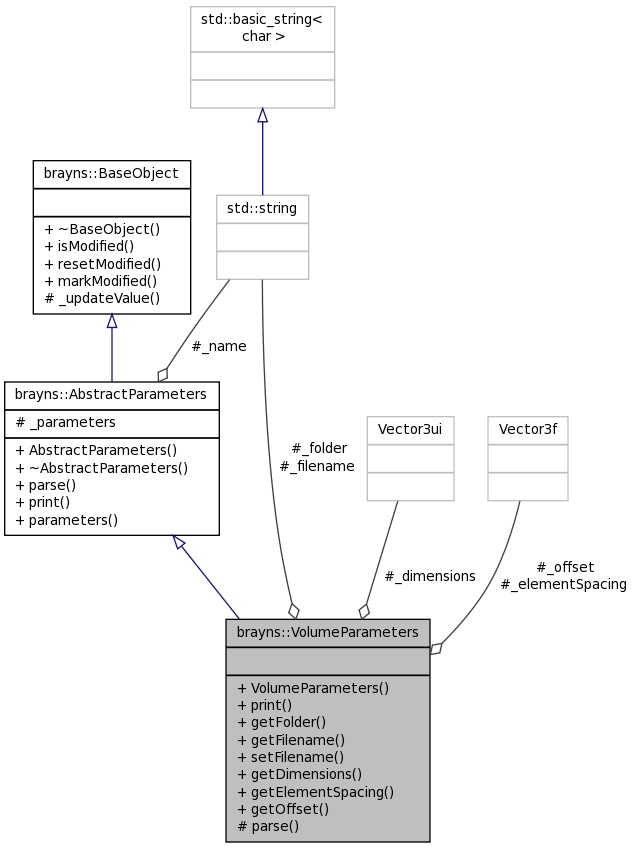 std::basic_string<
char >
brayns::BaseObject
+ ~BaseObject()
+ isModified()
+ resetModified()
+ markModified()
# _updateValue()
std::string
#_name
brayns::AbstractParameters
# _parameters
+ AbstractParameters()
+ ~AbstractParameters()
+ parse()
+ print()
+ parameters()
#_folder
#_filename
Vector3ui
Vector3f
#_dimensions
#_offset
#_elementSpacing
brayns::VolumeParameters
+ VolumeParameters()
+ print()
+ getFolder()
+ getFilename()
+ setFilename()
+ getDimensions()
+ getElementSpacing()
+ getOffset()
# parse()